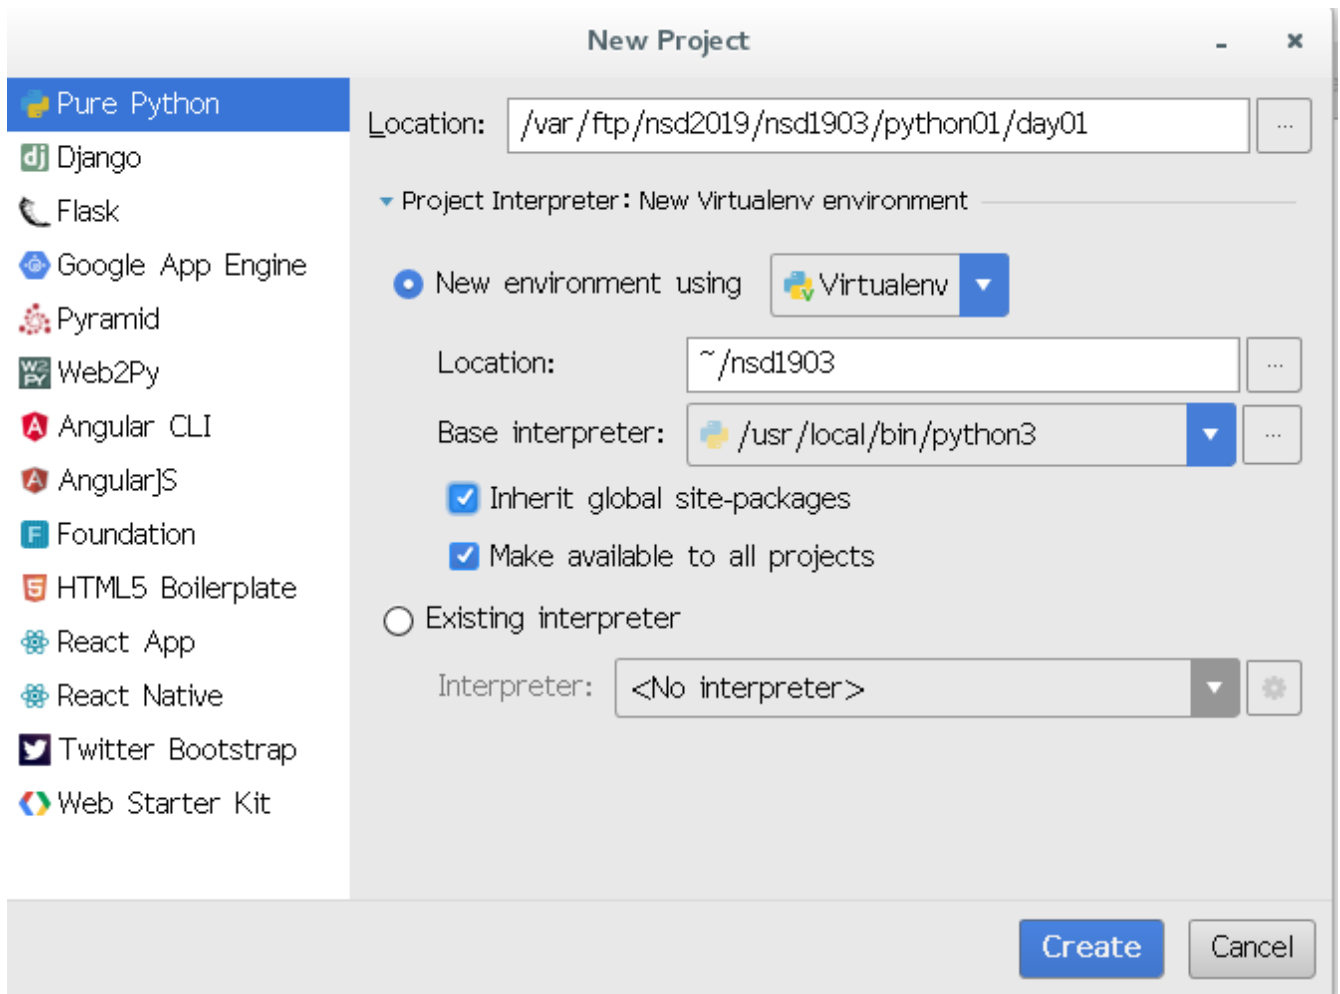 New Project
Pure Python
Django
Flask
Google App Engine
Pyramid
Web2Py
Angular CLI
AngularJS
Foundation
HTML5 Boilerplate
React App
React Native
Twitter Bootstrap
Web Starter Kit
Location: /var/ftp/nsd2019/nsd1903/python01/day01 ...
Project Interpreter: New Virtualenv environment
New environment using Virtualenv
Location: ~/nsd1903 ...
Base interpreter: /usr/local/bin/python3 ...
Inherit global site-packages
Make available to all projects
Existing interpreter
Interpreter: <No interpreter>
Create Cancel